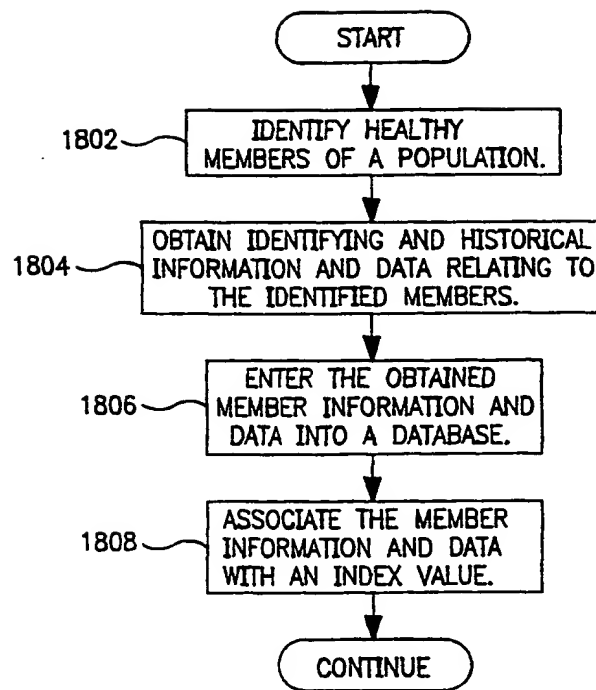 START
1802
IDENTIFY HEALTHY
MEMBERS OF A POPULATION.
1804
OBTAIN IDENTIFYING AND HISTORICAL
INFORMATION AND DATA RELATING TO
THE IDENTIFIED MEMBERS.
1806
ENTER THE OBTAINED
MEMBER INFORMATION AND
DATA INTO A DATABASE.
1808
ASSOCIATE THE MEMBER
INFORMATION AND DATA
WITH AN INDEX VALUE.
CONTINUE